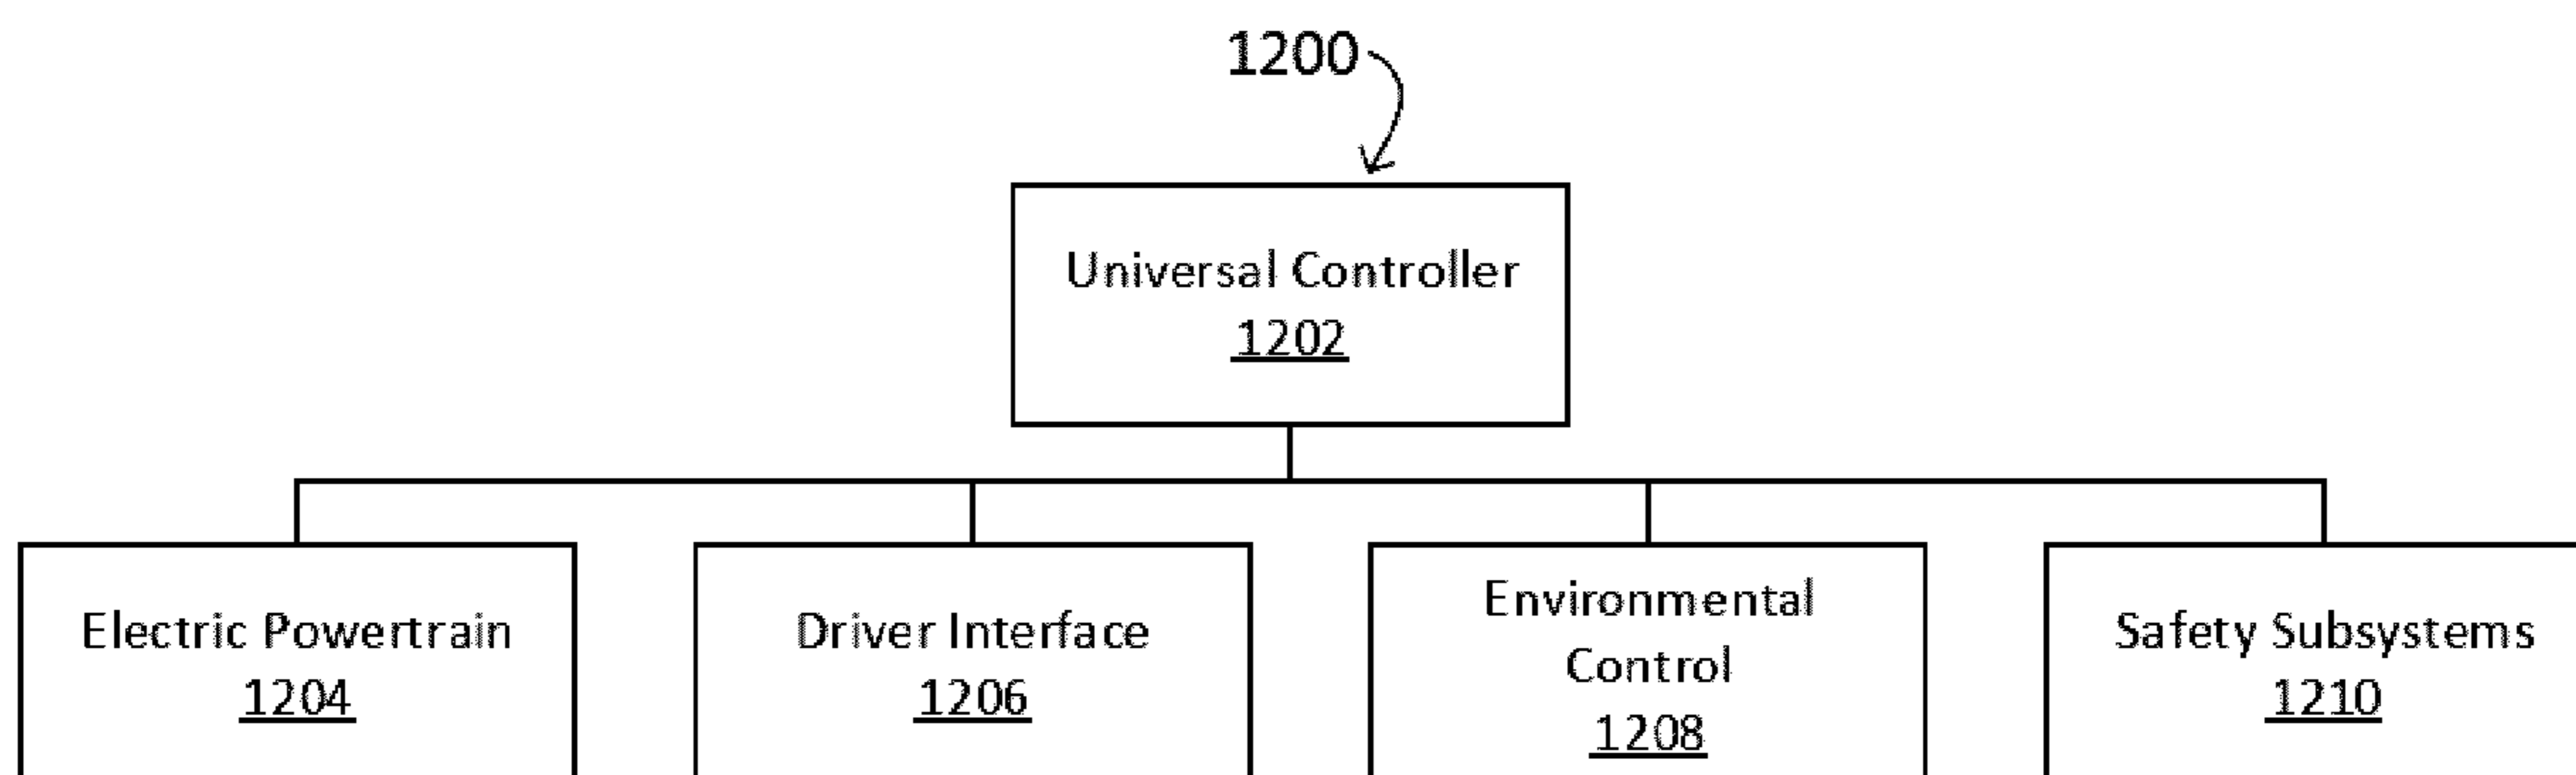 1200
Universal Controller
1202
Electric Powertrain
1204
Driver Interface
1206
Environmental
Control
1208
Safety Subsystems
1210